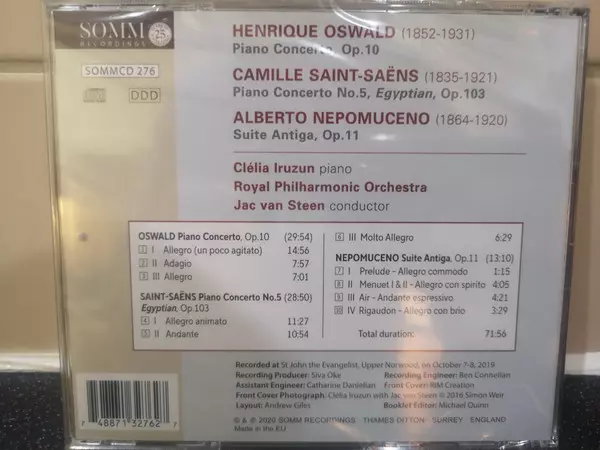 SOMM
RECORDINGS
25
SOMMCD 276
DDD
HENRIQUE OSWALD (1852-1931)
Piano Concerto, Op.10
CAMILLE SAINT-SAËNS (1835-1921)
Piano Concerto No.5, Egyptian, Op.103
ALBERTO NEPOMUCENO (1864-1920)
Suite Antiga, Op.11
Clélia Iruzun piano
Royal Philharmonic Orchestra
Jac van Steen conductor
OSWALD Piano Concerto, Op.10 (29:54)
1 I Allegro (un poco agitato) 14:56
2 II Adagio 7:57
3 III Allegro 7:01
SAINT-SAËNS Piano Concerto No.5 (28:50)
Egyptian, Op.103
4 I Allegro animato 11:27
5 II Andante 10:54
6 III Molto Allegro 6:29
NEPOMUCENO Suite Antiga, Op.11 (13:10)
7 I Prelude - Allegro commodo 1:15
8 II Menuet I & II - Allegro con spirito 4:05
9 III Air - Andante espressivo 4:21
10 IV Rigaudon - Allegro con brio 3:29
Total duration: 71:56
Recorded at St John the Evangelist, Upper Norwood, on October 7-8, 2019
Recording Producer: Siva Oke Recording Engineer: Ben Connellan
Assistant Engineer: Catharine Daniellan Front Cover: RIM Creation
Front Cover Photograph: Clélia Iruzun with Jac van Steen © 2016 Simon Weir
Layout: Andrew Giles Booklet Editor: Michael Quinn
© & ℗ 2020 SOMM RECORDINGS THAMES DITTON SURREY ENGLAND
Made in the EU
7 48871 32762 7